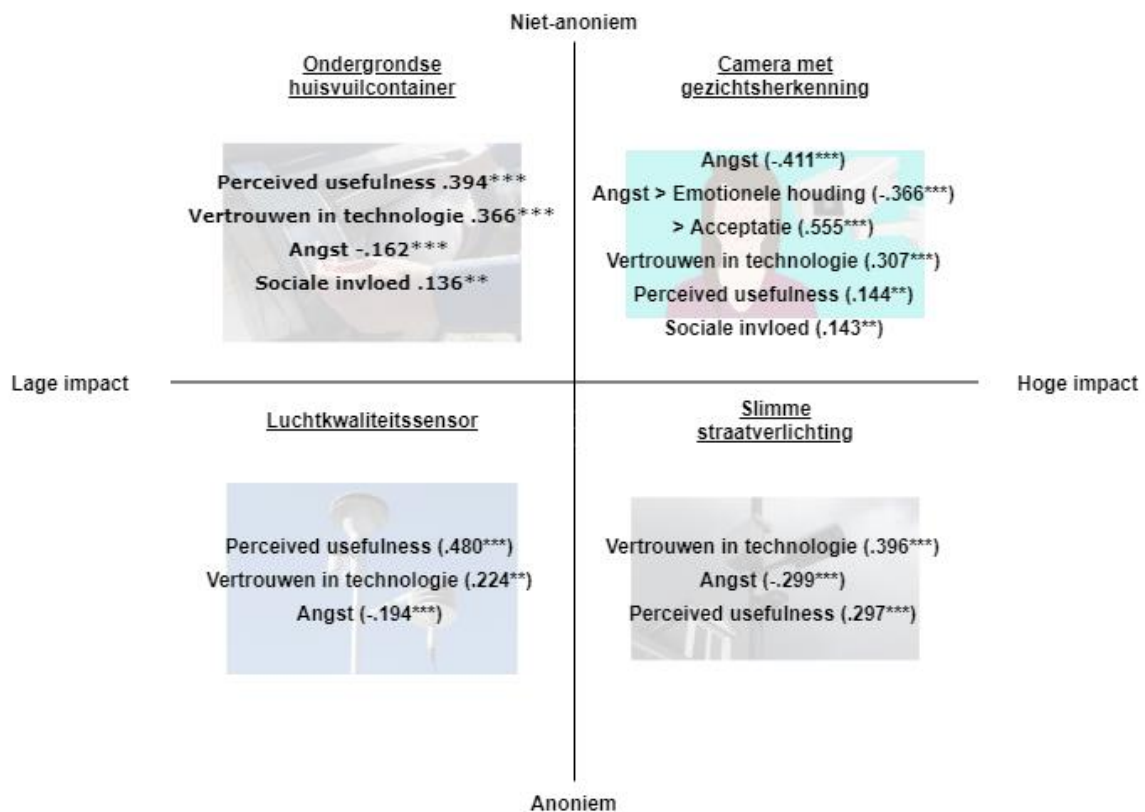 Niet-anoniem
Ondergrondse
huisvuilcontainer
Perceived usefulness .394***
Vertrouwen in technologie .366***
Angst -.162***
Sociale invloed .136**
Camera met
gezichtsherkenning
Angst (-.411***)
Angst > Emotionele houding (-.366***)
> Acceptatie (.555***)
Vertrouwen in technologie (.307***)
Perceived usefulness (.144**)
Sociale invloed (.143**)
Lage impact
Hoge impact
Luchtkwaliteitssensor
Perceived usefulness (.480***)
Vertrouwen in technologie (.224**)
Angst (-.194***)
Slimme
straatverlichting
Vertrouwen in technologie (.396***)
Angst (-.299***)
Perceived usefulness (.297***)
Anoniem